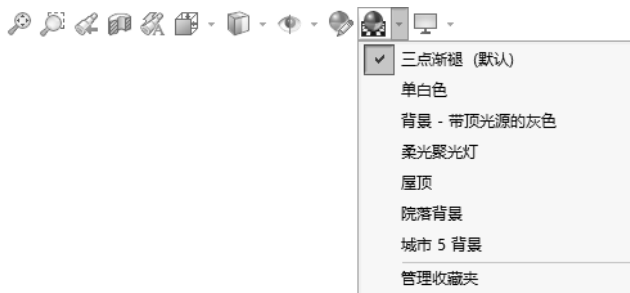 三点渐褪 (默认)
单白色
背景 - 带顶光源的灰色
柔光聚光灯
屋顶
院落背景
城市 5 背景
管理收藏夹